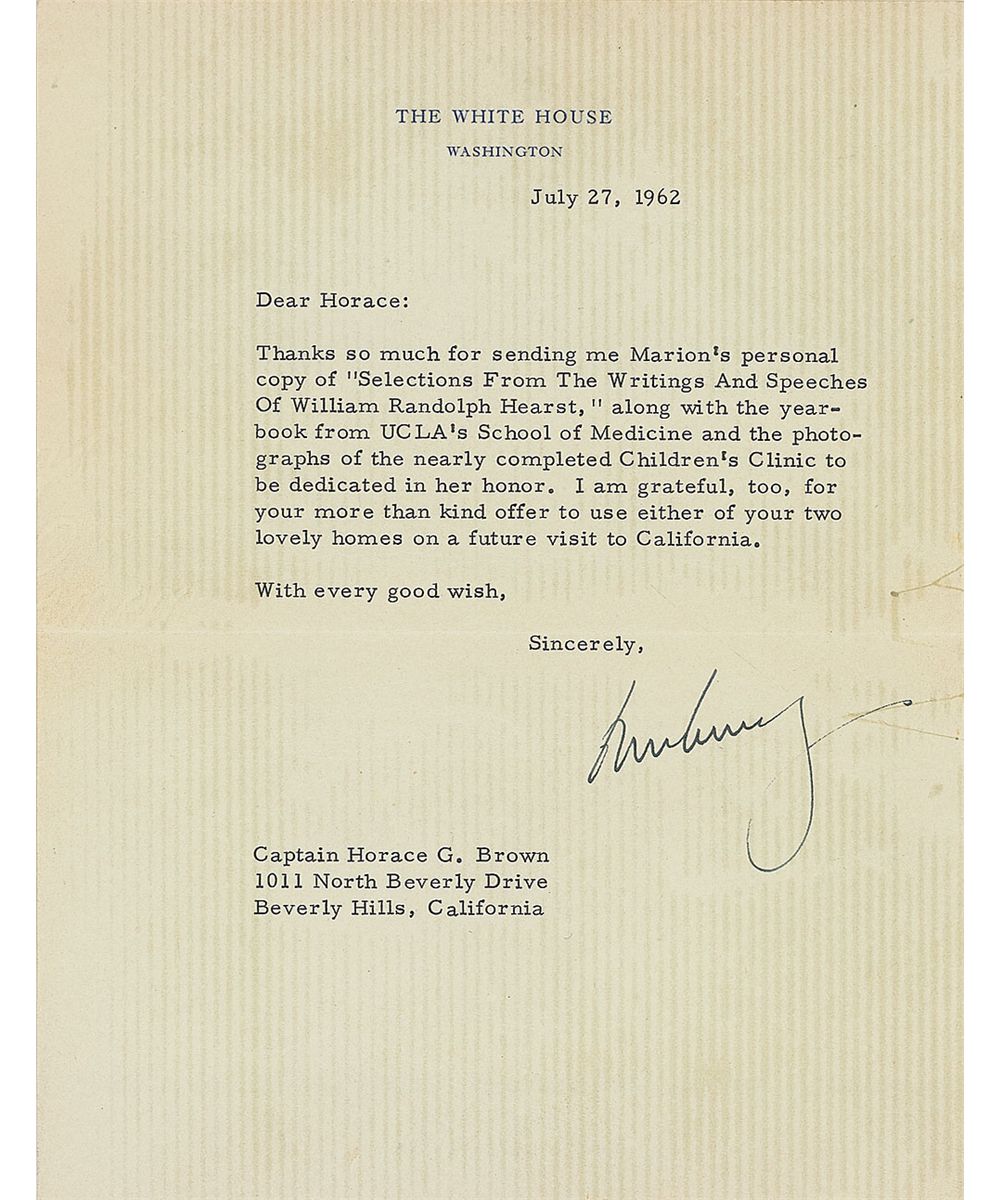 THE WHITE HOUSE
WASHINGTON
July 27, 1962
Dear Horace:
Thanks so much for sending me Marion's personal
copy of "Selections From The Writings And Speeches
Of William Randolph Hearst," along with the year-
book from UCLA's School of Medicine and the photo-
graphs of the nearly completed Children's Clinic to
be dedicated in her honor. I am grateful, too, for
your more than kind offer to use either of your two
lovely homes on a future visit to California.
With every good wish,
Sincerely,
Captain Horace G. Brown
1011 North Beverly Drive
Beverly Hills, California